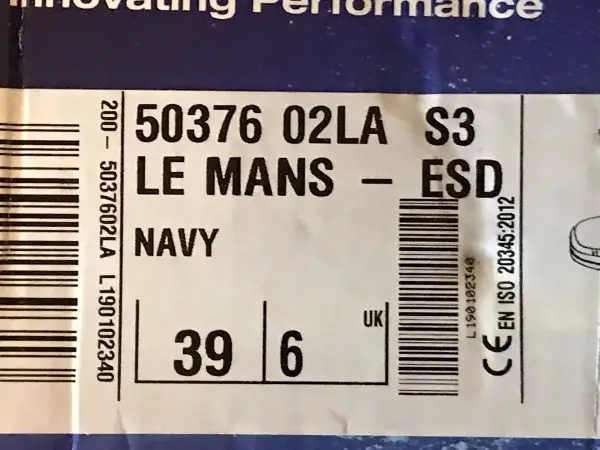 Innovating Performance
50376 02LA S3
LE MANS – ESD
NAVY
39 6 UK
200– 5037602LA L190102340
L190102340
CE EN ISO 20345:2012